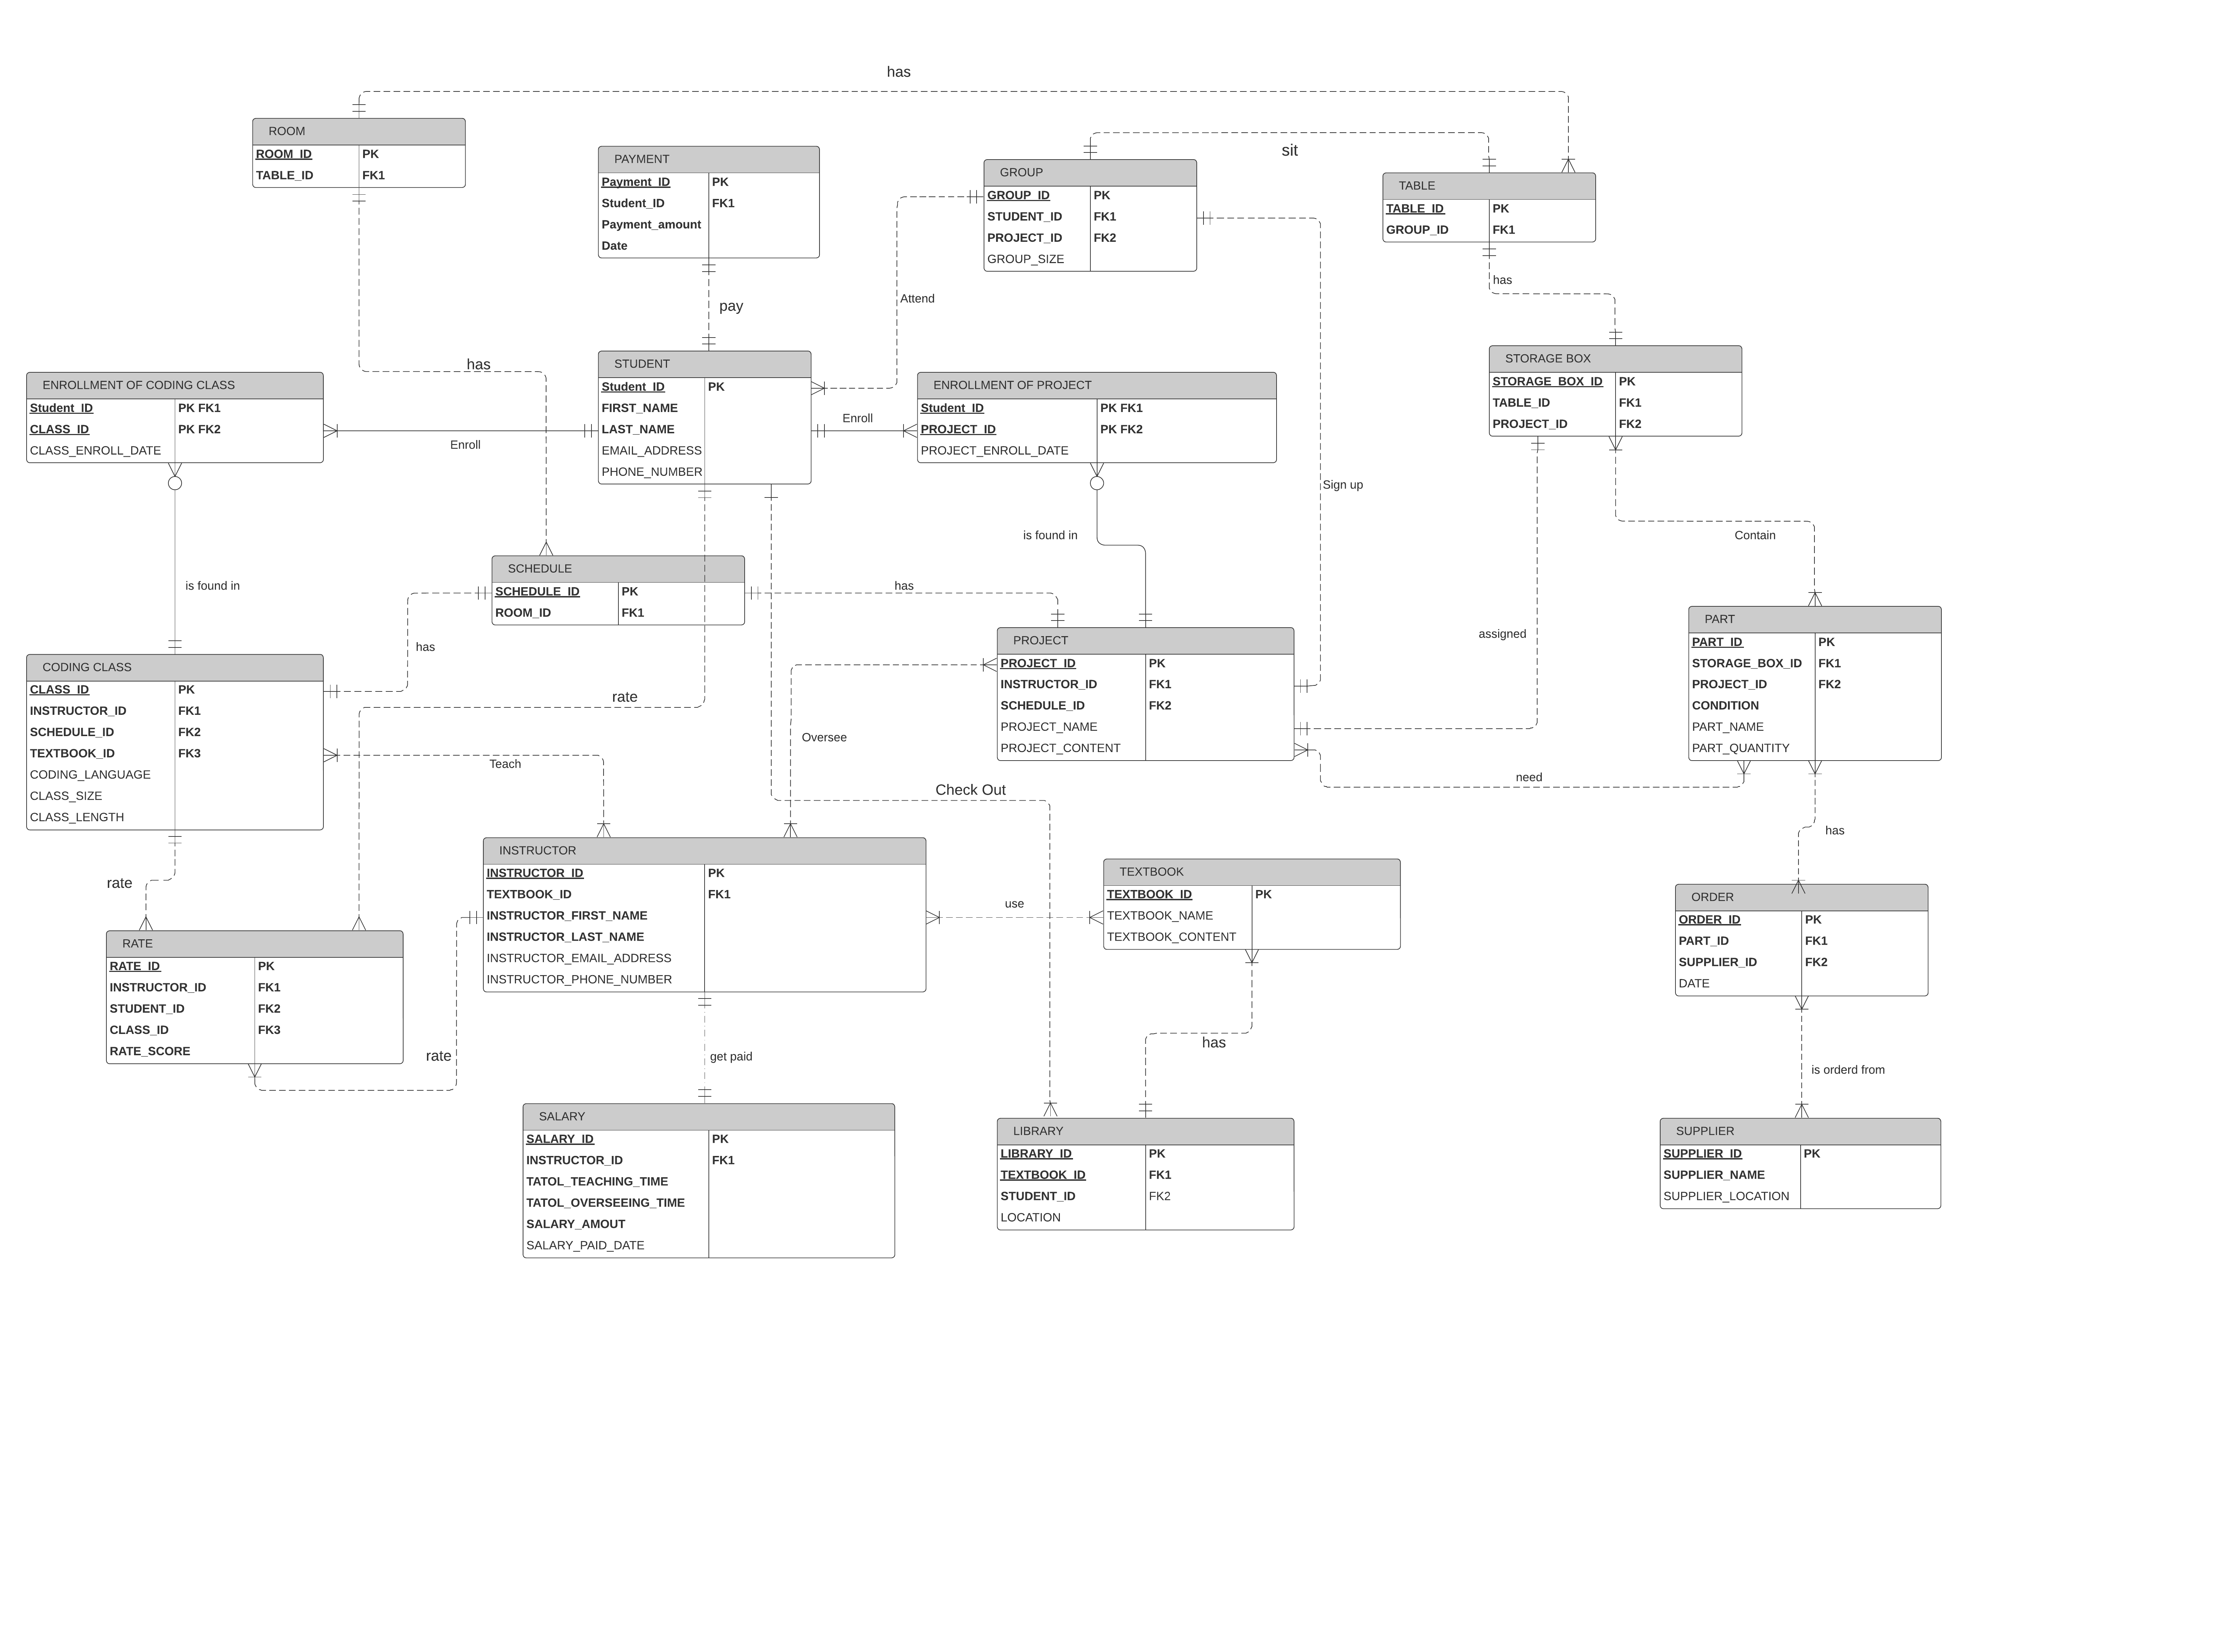 has
ROOM
ROOM_ID PK
TABLE_ID FK1
PAYMENT
Payment_ID PK
Student_ID FK1
Payment_amount
Date
GROUP
GROUP_ID PK
STUDENT_ID FK1
PROJECT_ID FK2
GROUP_SIZE
sit
TABLE
TABLE_ID PK
GROUP_ID FK1
has
Attend
pay
has
STUDENT
Student_ID PK
FIRST_NAME
LAST_NAME
EMAIL_ADDRESS
PHONE_NUMBER
STORAGE BOX
STORAGE_BOX_ID PK
TABLE_ID FK1
PROJECT_ID FK2
ENROLLMENT OF CODING CLASS
Student_ID PK FK1
CLASS_ID PK FK2
CLASS_ENROLL_DATE
Enroll
Enroll
ENROLLMENT OF PROJECT
Student_ID PK FK1
PROJECT_ID PK FK2
PROJECT_ENROLL_DATE
Sign up
is found in
Contain
is found in
SCHEDULE
SCHEDULE_ID PK
ROOM_ID FK1
has
has
assigned
PROJECT
PROJECT_ID PK
INSTRUCTOR_ID FK1
SCHEDULE_ID FK2
PROJECT_NAME
PROJECT_CONTENT
PART
PART_ID PK
STORAGE_BOX_ID FK1
PROJECT_ID FK2
CONDITION
PART_NAME
PART_QUANTITY
CODING CLASS
CLASS_ID PK
INSTRUCTOR_ID FK1
SCHEDULE_ID FK2
TEXTBOOK_ID FK3
CODING_LANGUAGE
CLASS_SIZE
CLASS_LENGTH
rate
Oversee
Teach
need
Check Out
has
rate
INSTRUCTOR
INSTRUCTOR_ID PK
TEXTBOOK_ID FK1
INSTRUCTOR_FIRST_NAME
INSTRUCTOR_LAST_NAME
INSTRUCTOR_EMAIL_ADDRESS
INSTRUCTOR_PHONE_NUMBER
use
TEXTBOOK
TEXTBOOK_ID PK
TEXTBOOK_NAME
TEXTBOOK_CONTENT
ORDER
ORDER_ID PK
PART_ID FK1
SUPPLIER_ID FK2
DATE
RATE
RATE_ID PK
INSTRUCTOR_ID FK1
STUDENT_ID FK2
CLASS_ID FK3
RATE_SCORE
rate
get paid
has
is orderd from
SALARY
SALARY_ID PK
INSTRUCTOR_ID FK1
TATOL_TEACHING_TIME
TATOL_OVERSEEING_TIME
SALARY_AMOUT
SALARY_PAID_DATE
LIBRARY
LIBRARY_ID PK
TEXTBOOK_ID FK1
STUDENT_ID FK2
LOCATION
SUPPLIER
SUPPLIER_ID PK
SUPPLIER_NAME
SUPPLIER_LOCATION